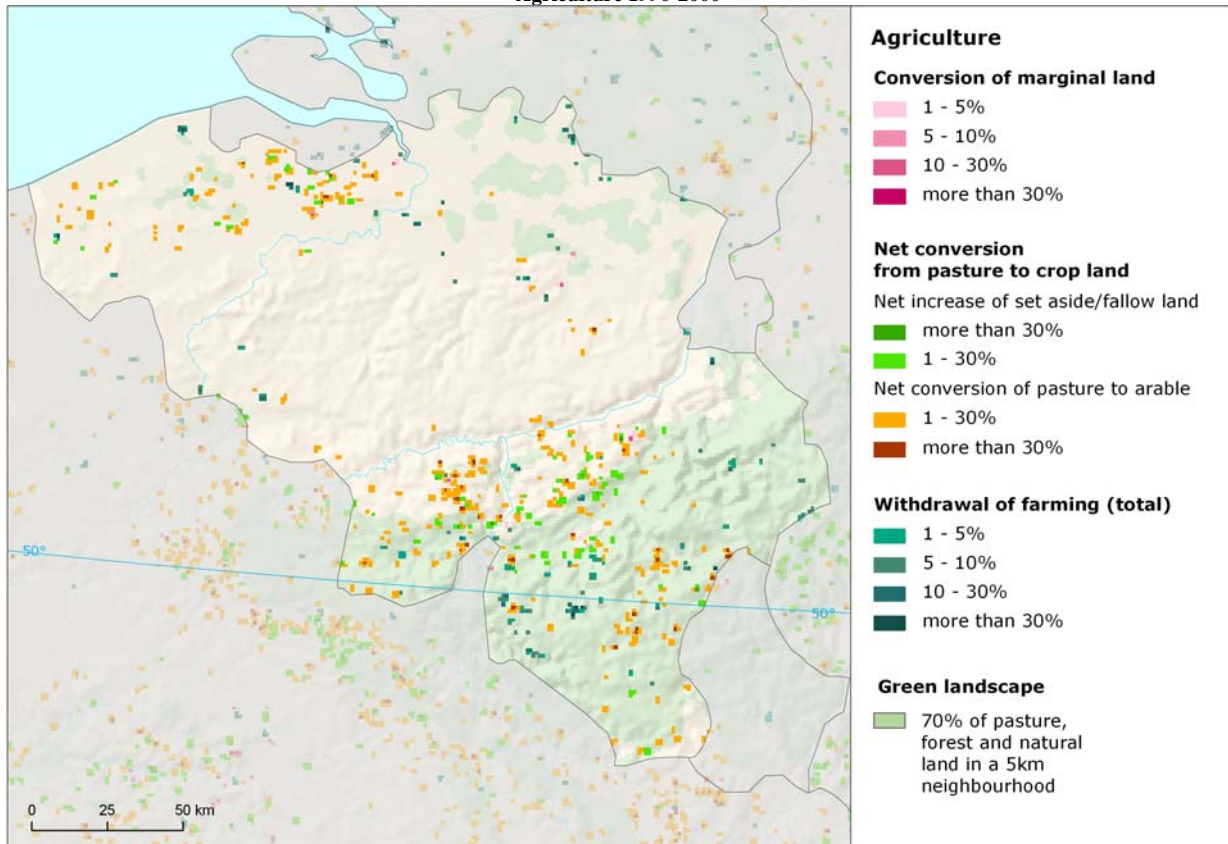 Agriculture 1990-2000
Agriculture
Conversion of marginal land
1 - 5%
5 - 10%
10 - 30%
more than 30%
Net conversion
from pasture to crop land
Net increase of set aside/fallow land
more than 30%
1 - 30%
Net conversion of pasture to arable
1 - 30%
more than 30%
Withdrawal of farming (total)
1 - 5%
5 - 10%
10 - 30%
more than 30%
Green landscape
70% of pasture,
forest and natural
land in a 5km
neighbourhood
50°
50°
0 25 50 km